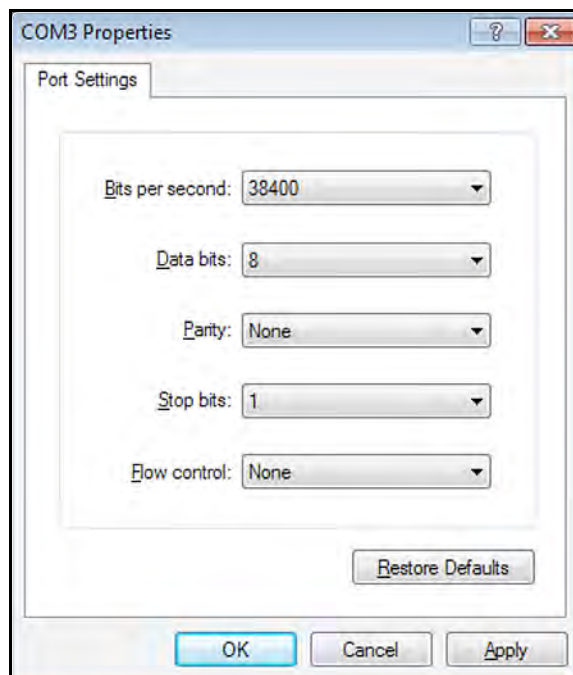 COM3 Properties
Port Settings
Bits per second: 38400
Data bits: 8
Parity: None
Stop bits: 1
Flow control: None
Restore Defaults
OK Cancel Apply